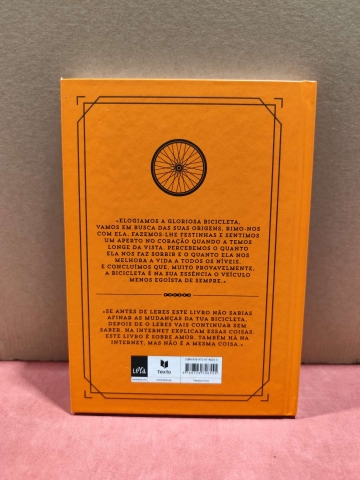 «ELOGIAMOS A GLORIOSA BICICLETA,
VAMOS EM BUSCA DAS SUAS ORIGENS, RIMO-NOS
COM ELA, FAZEMOS-LHE FESTINHAS E SENTIMOS
UM APERTO NO CORAÇÃO QUANDO A TEMOS
LONGE DA VISTA. PERCEBEMOS O QUANTO
ELA NOS FAZ SORRIR E O QUANTO ELA NOS
MELHORA A VIDA A TODOS OS NÍVEIS.
E CONCLUÍMOS QUE, MUITO PROVAVELMENTE,
A BICICLETA É NA SUA ESSÊNCIA O VEÍCULO
MENOS EGOÍSTA DE SEMPRE.»
«SE ANTES DE LERES ESTE LIVRO NÃO SABIAS
AFINAR AS MUDANÇAS DA TUA BICICLETA,
DEPOIS DE O LERES VAIS CONTINUAR SEM
SABER. NA INTERNET EXPLICAM ESSAS COISAS.
ESTE LIVRO É SOBRE AMOR. TAMBÉM HÁ NA
INTERNET, MAS NÃO É A MESMA COISA.»
LeYa
Texto